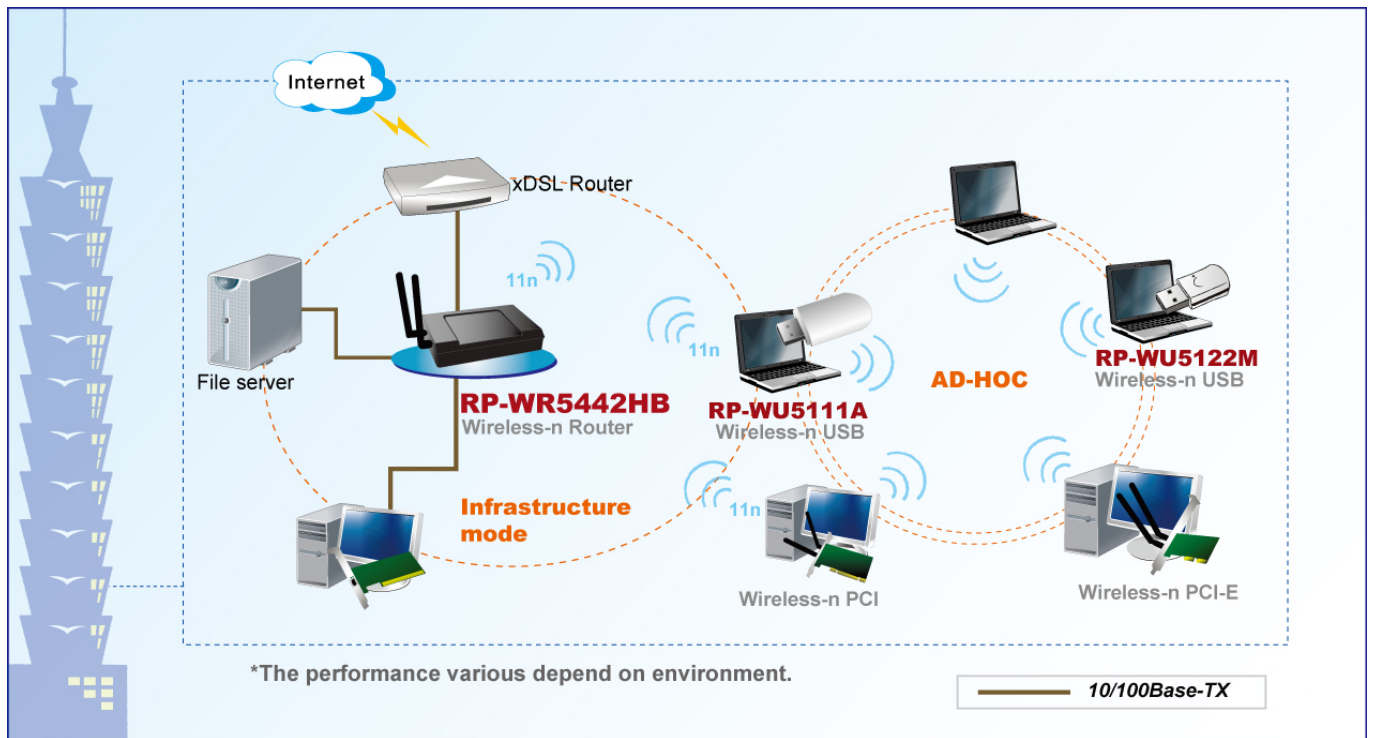 Internet
xDSL Router
11n
File server
RP-WR5442HB
Wireless-n Router
11n
RP-WU5111A
Wireless-n USB
AD-HOC
RP-WU5122M
Wireless-n USB
Infrastructure
mode
11n
Wireless-n PCI
Wireless-n PCI-E
*The performance various depend on environment.
10/100Base-TX